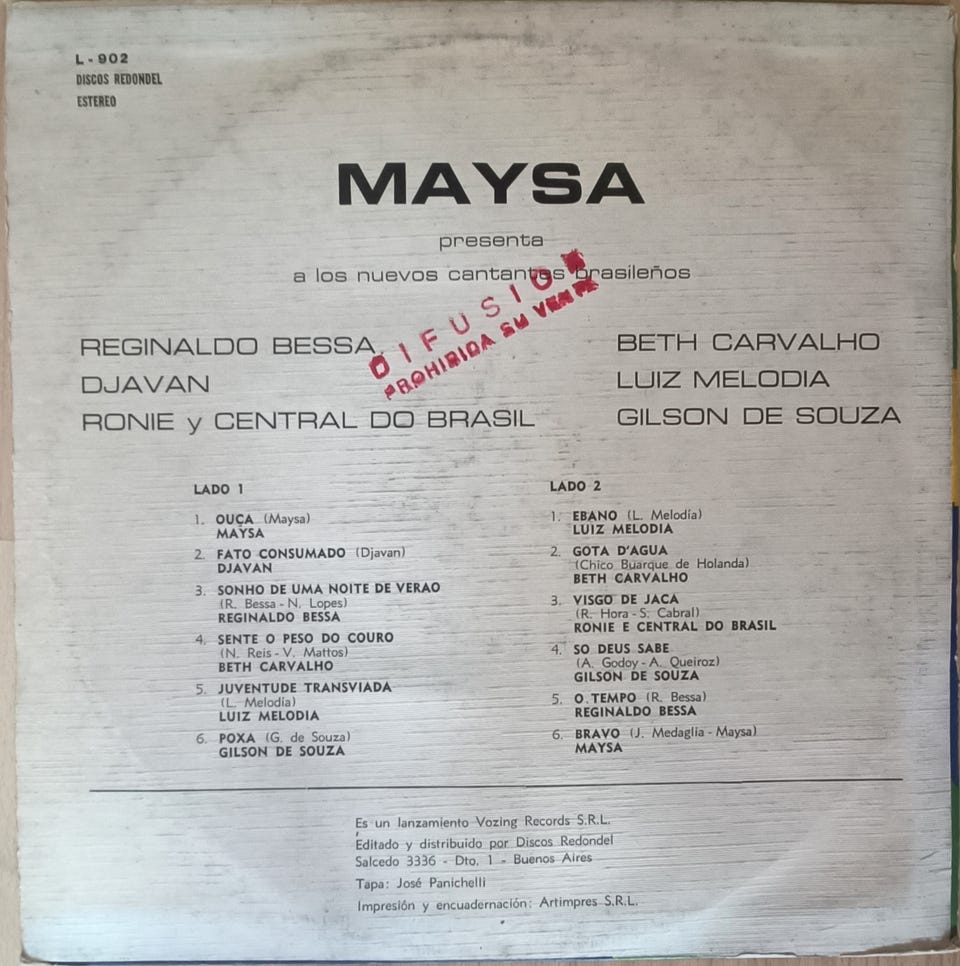 L - 902
DISCOS REDONDEL
ESTEREO
MAYSA
presenta
a los nuevos cantantes brasileños
DIFUSION
PROHIBIDA SU VENTA
REGINALDO BESSA
DJAVAN
RONIE y CENTRAL DO BRASIL
BETH CARVALHO
LUIZ MELODIA
GILSON DE SOUZA
LADO 1
1. OUÇA (Maysa)
MAYSA
2. FATO CONSUMADO (Djavan)
DJAVAN
3. SONHO DE UMA NOITE DE VERAO
(R. Bessa - N. Lopes)
REGINALDO BESSA
4. SENTE O PESO DO COURO
(N. Reis - V. Mattos)
BETH CARVALHO
5. JUVENTUDE TRANSVIADA
(L. Melodía)
LUIZ MELODIA
6. POXA (G. de Souza)
GILSON DE SOUZA
LADO 2
1. EBANO (L. Melodía)
LUIZ MELODIA
2. GOTA D'AGUA
(Chico Buarque de Holanda)
BETH CARVALHO
3. VISGO DE JACA
(R. Hora - S. Cabral)
RONIE E CENTRAL DO BRASIL
4. SO DEUS SABE
(A. Godoy - A. Queiroz)
GILSON DE SOUZA
5. O TEMPO (R. Bessa)
REGINALDO BESSA
6. BRAVO (J. Medaglia - Maysa)
MAYSA
Es un lanzamiento Vozing Records S.R.L.
Editado y distribuido por Discos Redondel
Salcedo 3336 - Dto. 1 - Buenos Aires
Tapa: José Panichelli
Impresión y encuadernación: Artimpres S.R.L.